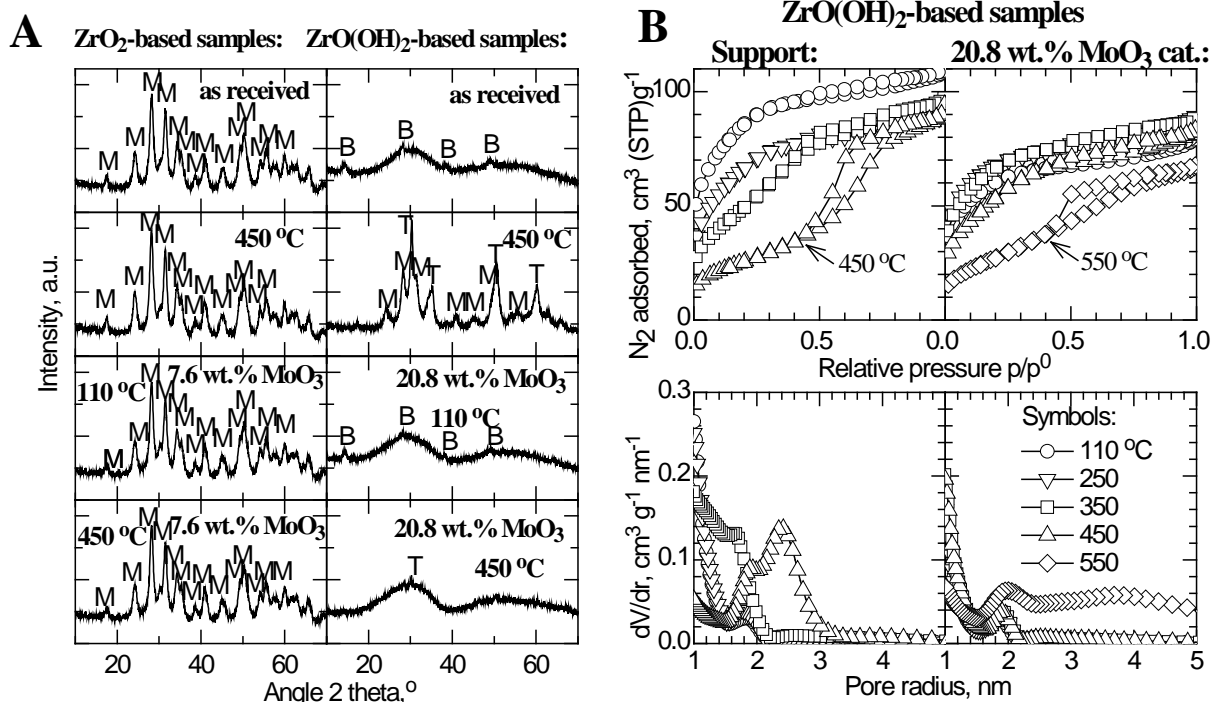 A
ZrO2-based samples:
ZrO(OH)2-based samples:
M M M M M M M M M M M M
as received
B B B B
as received
M M M M M M M M M M M M
450 °C
M M T M T M M M T M T
450 °C
110 °C
7.6 wt.% MoO3
M M M M M M M M M M M M
20.8 wt.% MoO3
110 °C
B B B B
450 °C
7.6 wt.% MoO3
M M M M M M M M M M M M
20.8 wt.% MoO3
450 °C
T
Intensity, a.u.
20 40 60 20 40 60
Angle 2 theta,°
B
ZrO(OH)2-based samples
Support:
20.8 wt.% MoO3 cat.:
N2 adsorbed, cm3 (STP)g-1
100
50
0
450 °C
550 °C
0.0 0.5 0.0 0.5 1.0
Relative pressure p/p0
dV/dr, cm3 g-1 nm-1
0.3
0.2
0.1
0.0
Symbols:
110 °C
250
350
450
550
1 2 3 4 1 2 3 4 5
Pore radius, nm